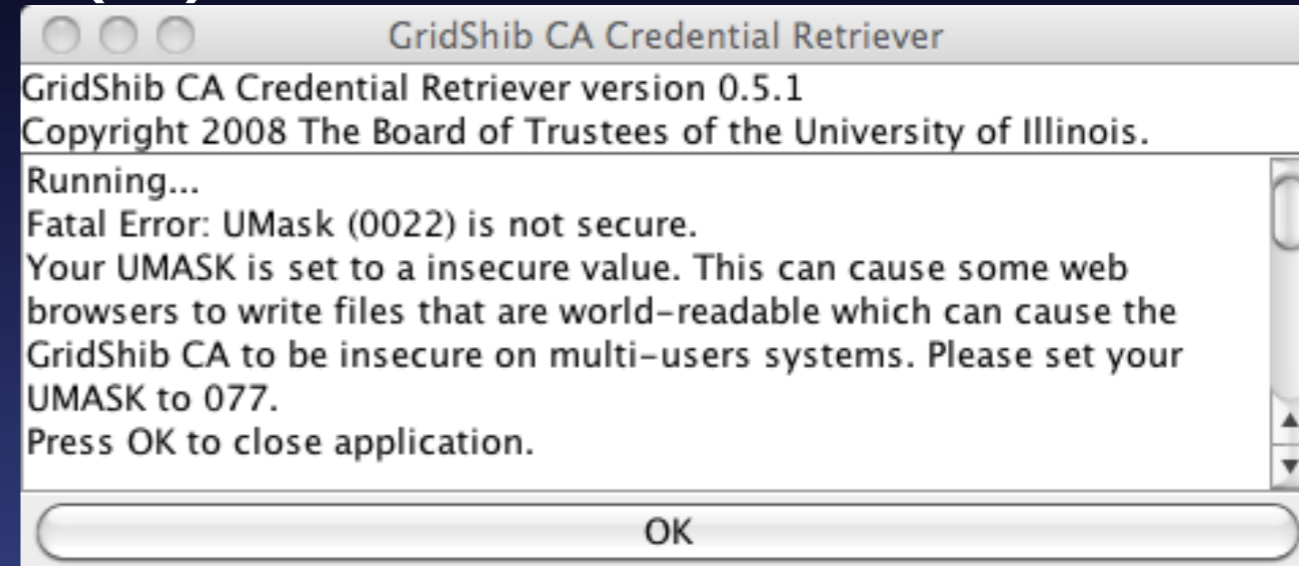 GridShib CA Credential Retriever
GridShib CA Credential Retriever version 0.5.1
Copyright 2008 The Board of Trustees of the University of Illinois.
Running...
Fatal Error: UMask (0022) is not secure.
Your UMASK is set to a insecure value. This can cause some web
browsers to write files that are world-readable which can cause the
GridShib CA to be insecure on multi-users systems. Please set your
UMASK to 077.
Press OK to close application.
OK